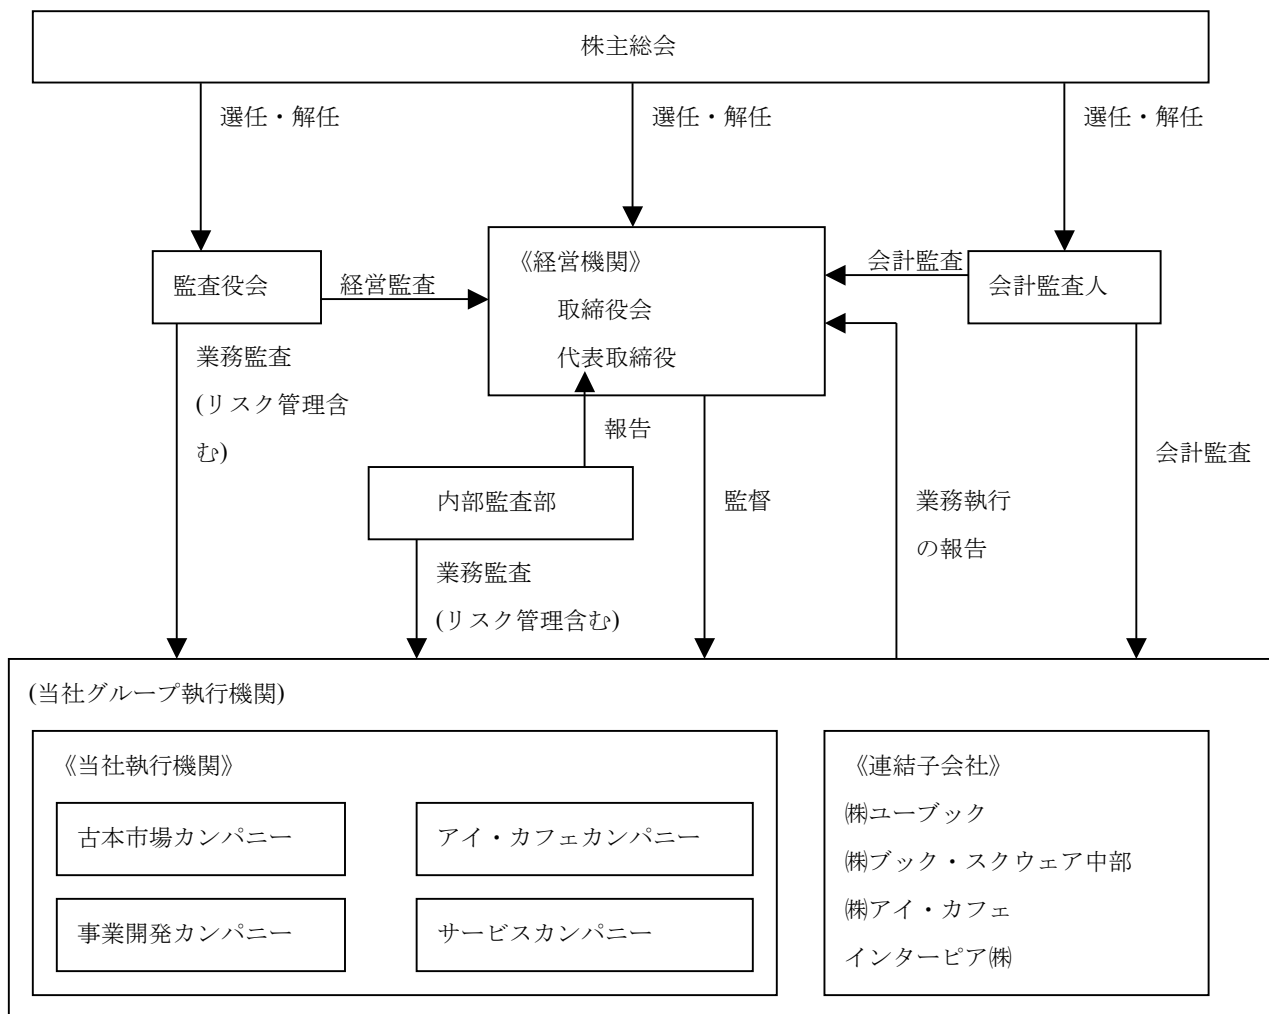 株主総会
選任・解任
選任・解任
選任・解任
監査役会
経営監査
《経営機関》
取締役会
代表取締役
会計監査
会計監査人
業務監査
(リスク管理含
む)
報告
内部監査部
監督
業務執行
の報告
会計監査
業務監査
(リスク管理含む)
(当社グループ執行機関)
《当社執行機関》
古本市場カンパニー
アイ・カフェカンパニー
事業開発カンパニー
サービスカンパニー
《連結子会社》
㈱ユーブック
㈱ブック・スクウェア中部
㈱アイ・カフェ
インターピア㈱